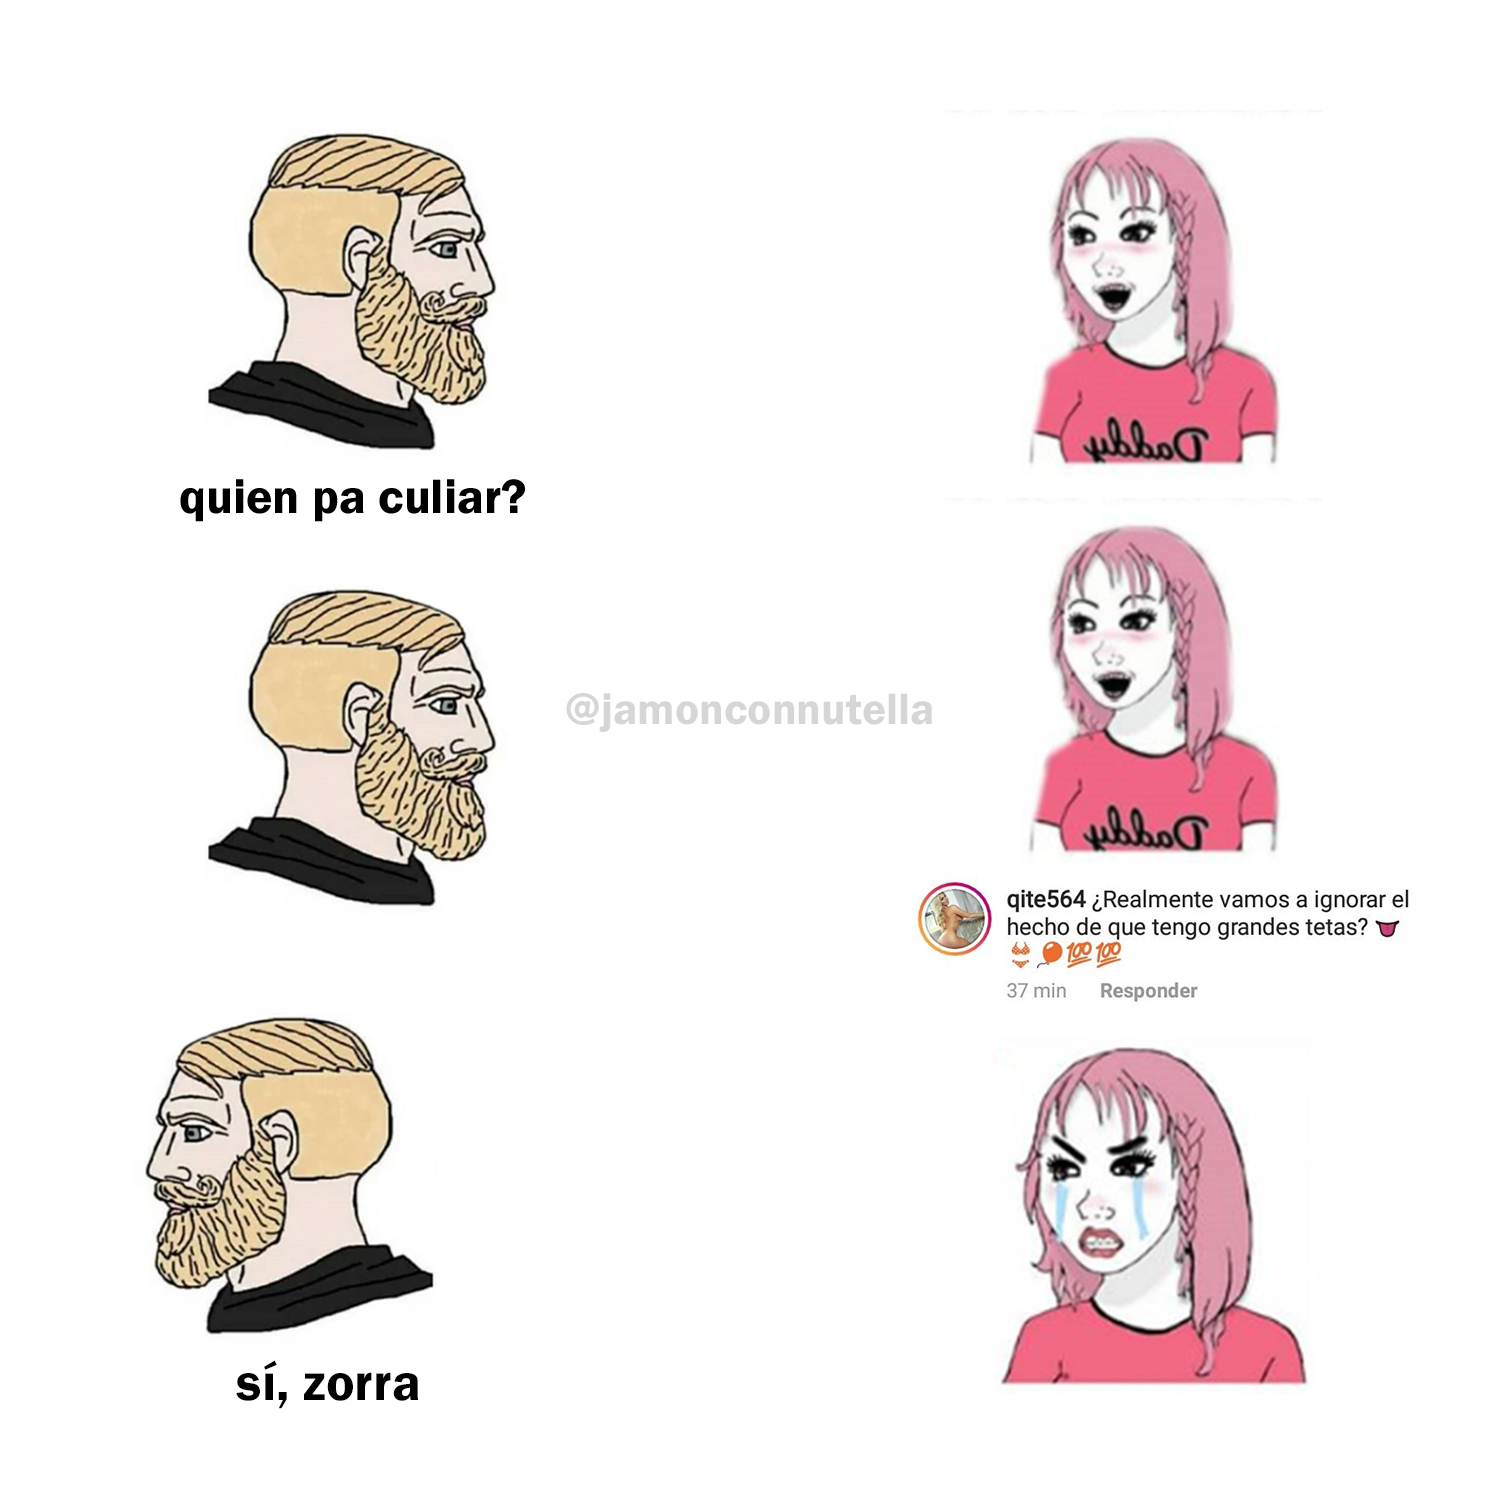 Daddy
quien pa culiar?
@jamonconnutella
Daddy
qite564 ¿Realmente vamos a ignorar el
hecho de que tengo grandes tetas? 👅
👙🎈💯💯
37 min Responder
sí, zorra